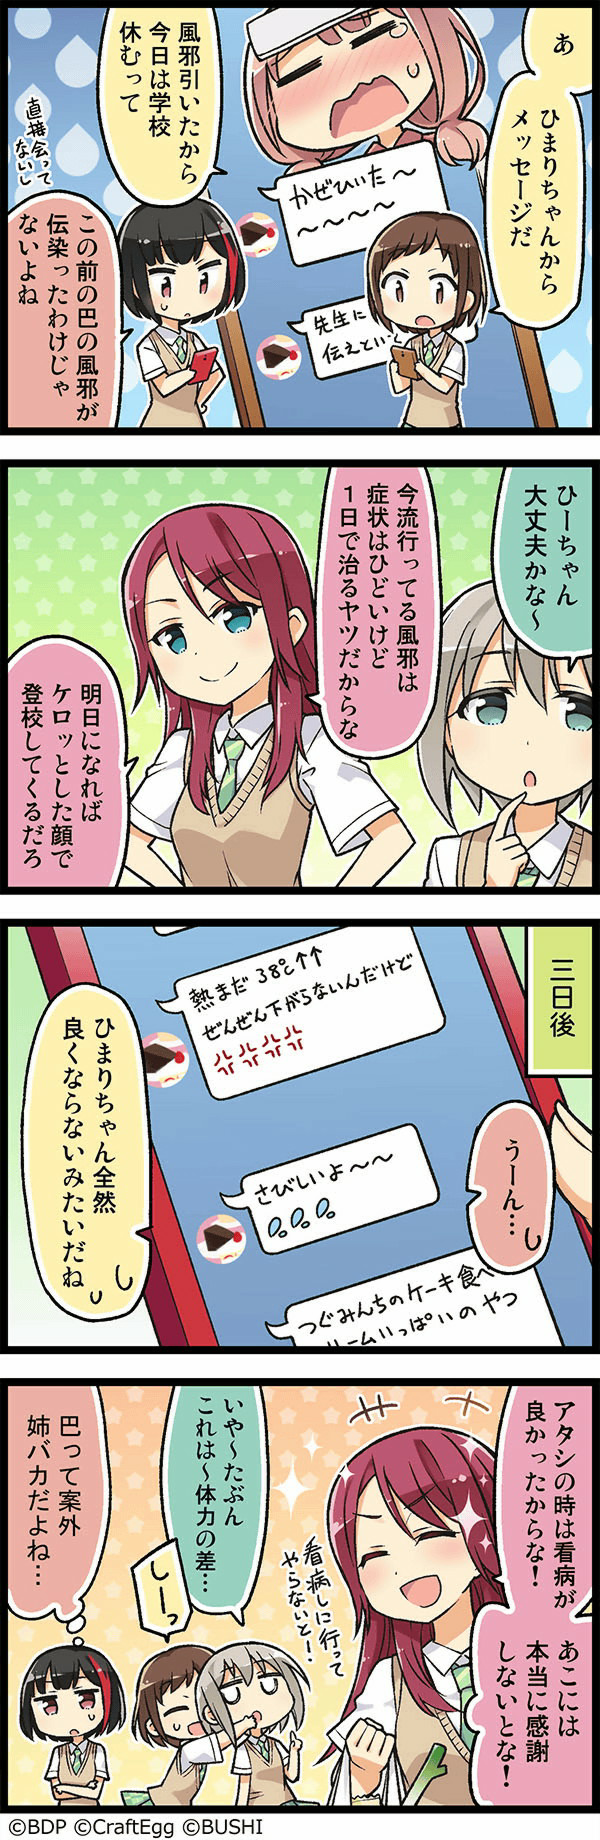 あ
ひまりちゃんから
メッセージだ
風邪引いたから
今日は学校
休むって
かぜひいた～
～～～～
先生に
伝えといて
直接会って
ないし
この前の巴の風邪が
伝染ったわけじゃ
ないよね
ひーちゃん
大丈夫かな～
今流行ってる風邪は
症状はひどいけど
1日で治るヤツだからな
明日になれば
ケロッとした顔で
登校してくるだろ
三日後
熱まだ38℃↑↑
ぜんぜん下がらないんだけど
うーん…
さびしいよ～～
ひまりちゃん全然
良くならないみたいだね
つぐみんちのケーキ食べ
リームいっぱいのやつ
アタシの時は看病が
良かったからな！
あこには
本当に感謝
しないとな！
看病しに行って
やらないと！
いや～たぶん
これは～体力の差…
しーっ
巴って案外
姉バカだよね…
©BDP ©CraftEgg ©BUSHI